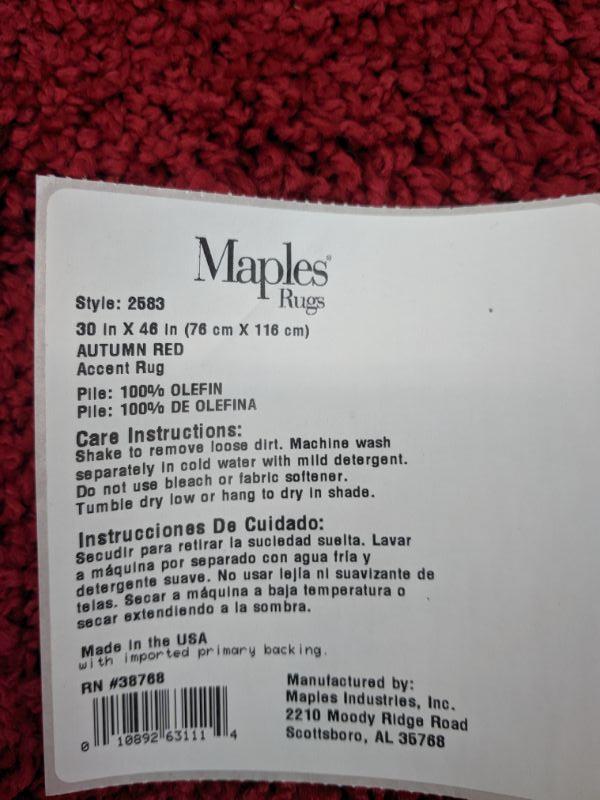 Maples®
Rugs
Style: 2583
30 in X 46 in (76 cm X 116 cm)
AUTUMN RED
Accent Rug
Pile: 100% OLEFIN
Pile: 100% DE OLEFINA
Care Instructions:
Shake to remove loose dirt. Machine wash
separately in cold water with mild detergent.
Do not use bleach or fabric softener.
Tumble dry low or hang to dry in shade.
Instrucciones De Cuidado:
Secudir para retirar la suciedad suelta. Lavar
a máquina por separado con agua fría y
detergente suave. No usar lejía ni suavizante de
telas. Secar a máquina a baja temperatura o
secar extendiendo a la sombra.
Made in the USA
with imported primary backing.
RN #38768
0 10892 63111 4
Manufactured by:
Maples Industries, Inc.
2210 Moody Ridge Road
Scottsboro, AL 35768